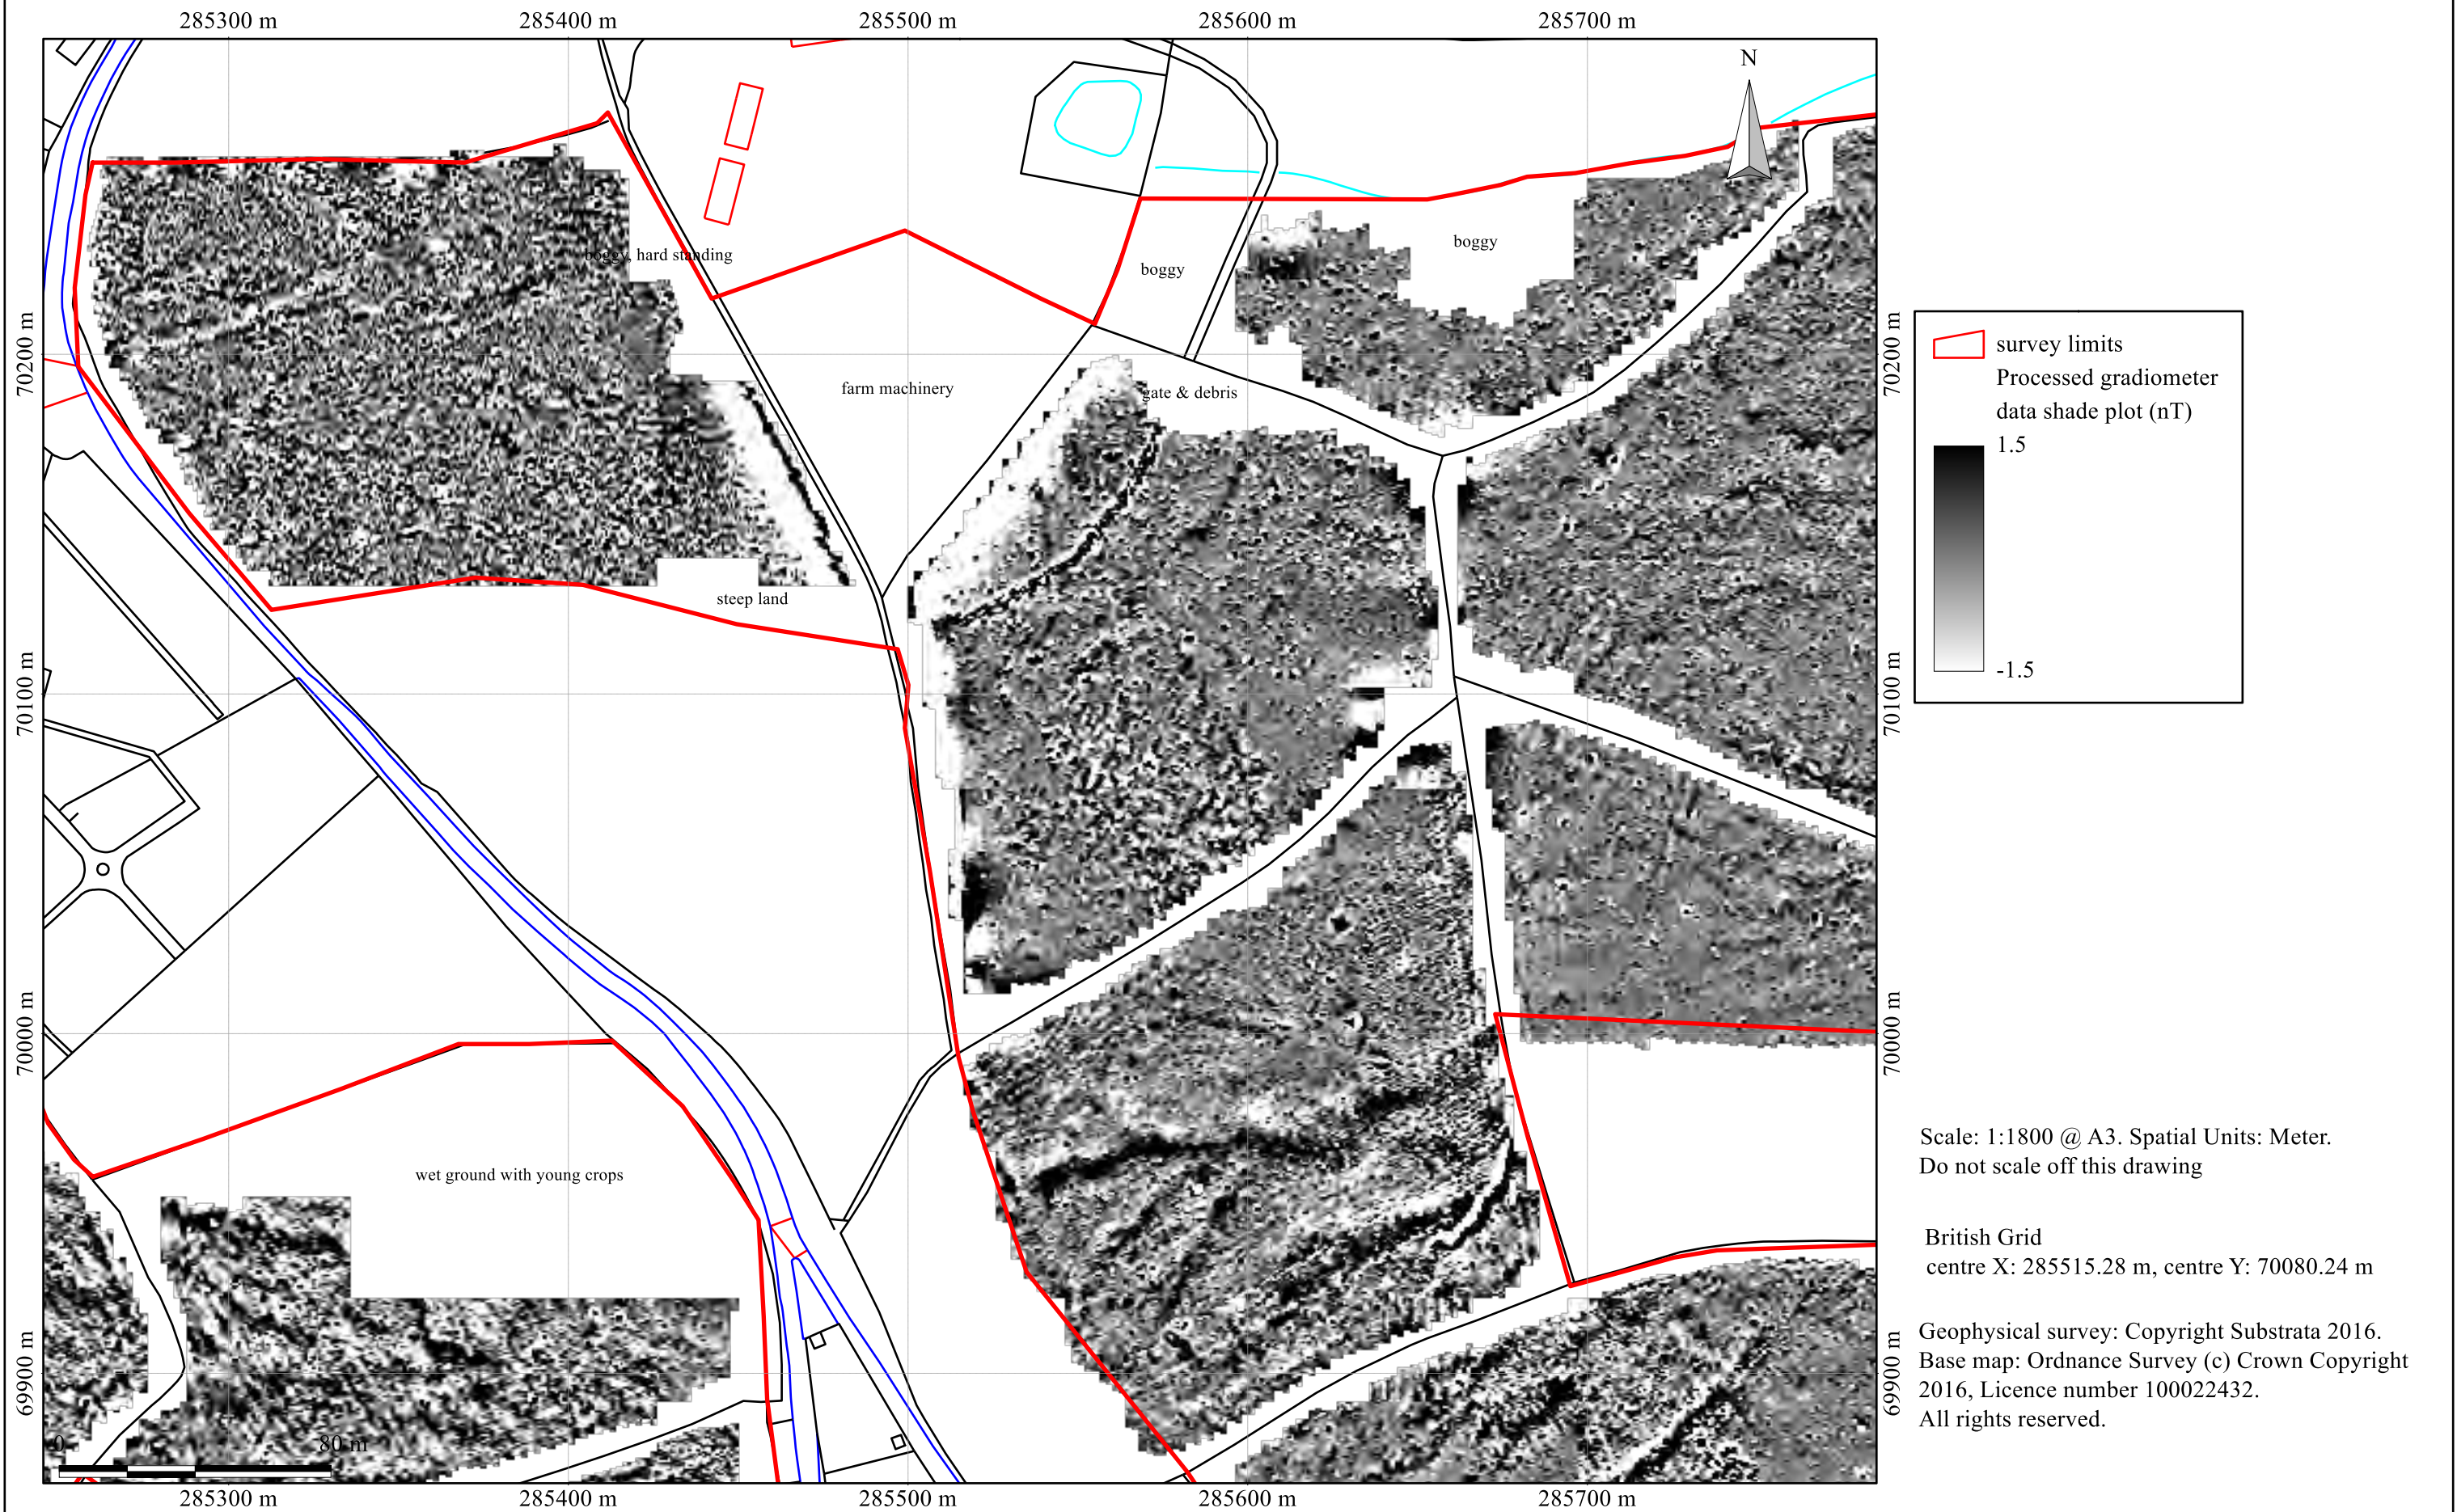 285300 m
285400 m
285500 m
285600 m
285700 m
N
boggy, hard standing
boggy
boggy
70200 m
70200 m
farm machinery
gate & debris
survey limits
Processed gradiometer
data shade plot (nT)
1.5
-1.5
steep land
70100 m
70100 m
70000 m
70000 m
wet ground with young crops
Scale: 1:1800 @ A3. Spatial Units: Meter.
Do not scale off this drawing
British Grid
centre X: 285515.28 m, centre Y: 70080.24 m
Geophysical survey: Copyright Substrata 2016.
Base map: Ordnance Survey (c) Crown Copyright
2016, Licence number 100022432.
All rights reserved.
69900 m
69900 m
0 80 m
285300 m
285400 m
285500 m
285600 m
285700 m